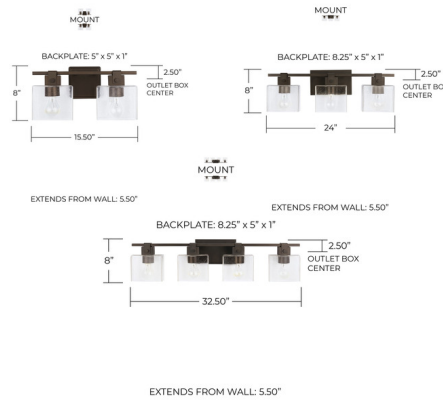 MOUNT
BACKPLATE: 5" x 5" x 1"
2.50"
OUTLET BOX
CENTER
8"
15.50"
EXTENDS FROM WALL: 5.50"
MOUNT
BACKPLATE: 8.25" x 5" x 1"
2.50"
OUTLET BO
CENTER
8"
24"
EXTENDS FROM WALL: 5.50"
MOUNT
BACKPLATE: 8.25" x 5" x 1"
2.50"
OUTLET BOX
CENTER
8"
32.50"
EXTENDS FROM WALL: 5.50"